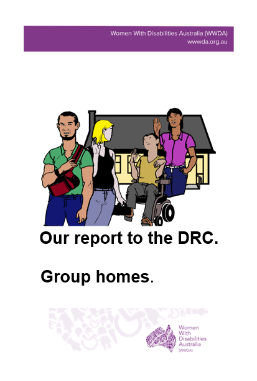 Women With Disabilities Australia (WWDA)
wwda.org.au
Our report to the DRC.
Group homes.
Women
With
Disabilities
Australia
(WWDA)